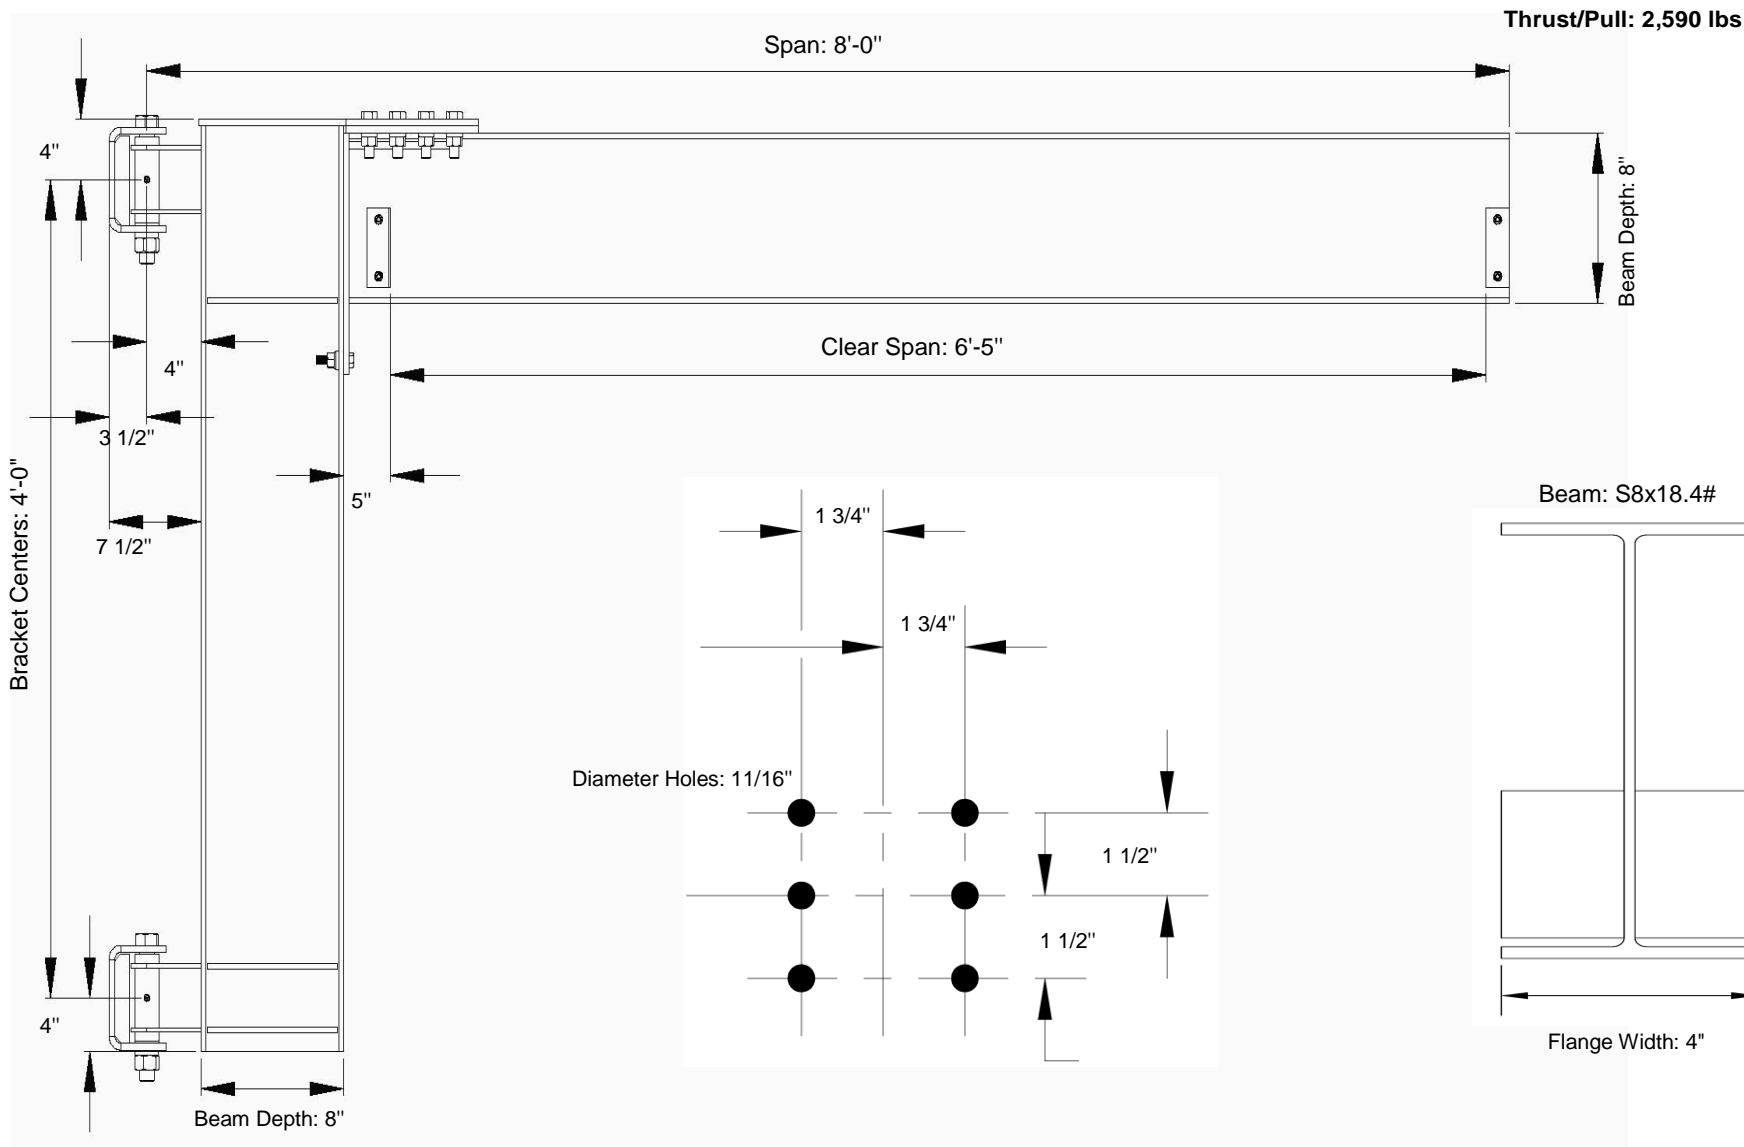 Thrust/Pull: 2,590 lbs
Span: 8'-0"
4"
Beam Depth: 8"
Clear Span: 6'-5"
4"
3 1/2"
Bracket Centers: 4'-0"
5"
7 1/2"
Beam: S8x18.4#
1 3/4"
1 3/4"
Diameter Holes: 11/16"
1 1/2"
1 1/2"
4"
Flange Width: 4"
Beam Depth: 8"